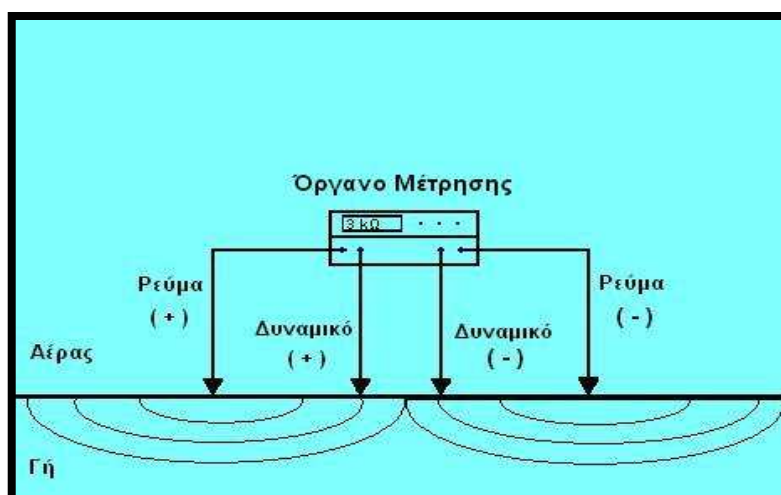 Όργανο Μέτρησης
3 kΩ
Ρεύμα
( + )
Δυναμικό
( + )
Δυναμικό
( - )
Ρεύμα
( - )
Αέρας
Γή